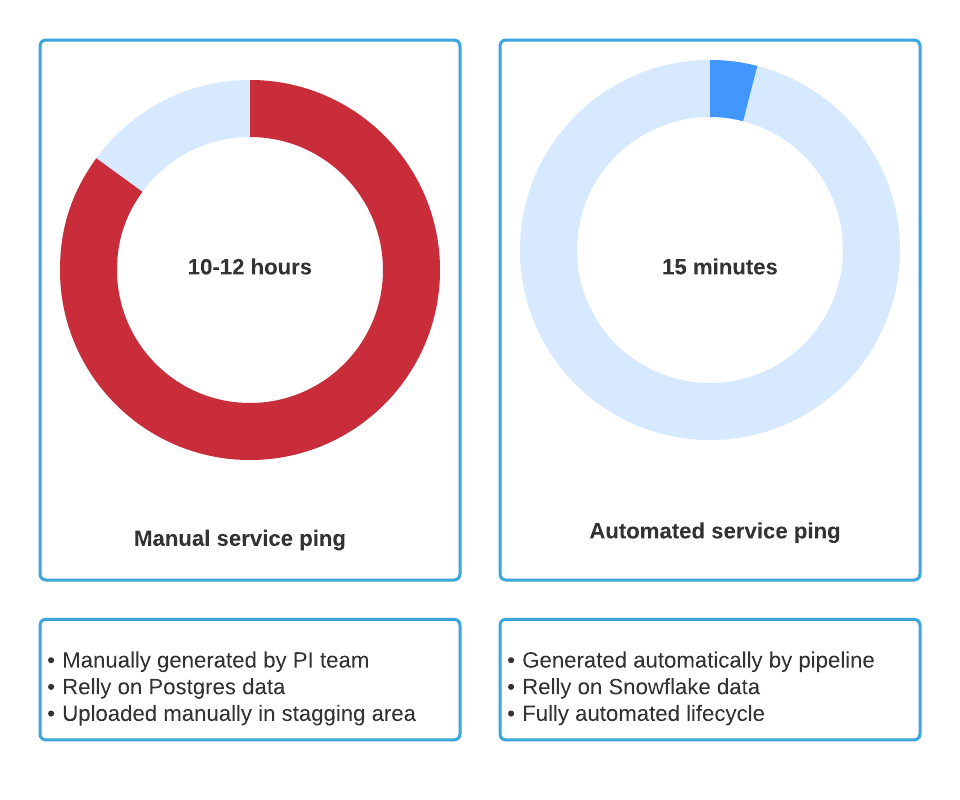 10-12 hours
15 minutes
Manual service ping
Automated service ping
• Manually generated by PI team
• Relly on Postgres data
• Uploaded manually in stagging area
• Generated automatically by pipeline
• Relly on Snowflake data
• Fully automated lifecycle